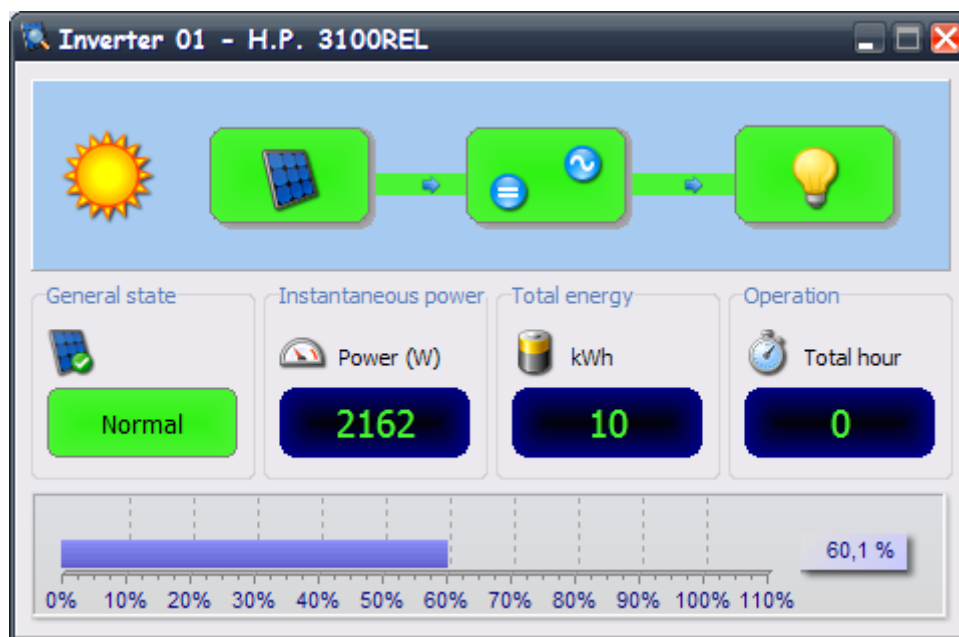 Inverter 01 - H.P. 3100REL
General state
Instantaneous power
Total energy
Operation
Power (W)
kWh
Total hour
Normal
2162
10
0
60,1 %
0% 10% 20% 30% 40% 50% 60% 70% 80% 90% 100% 110%